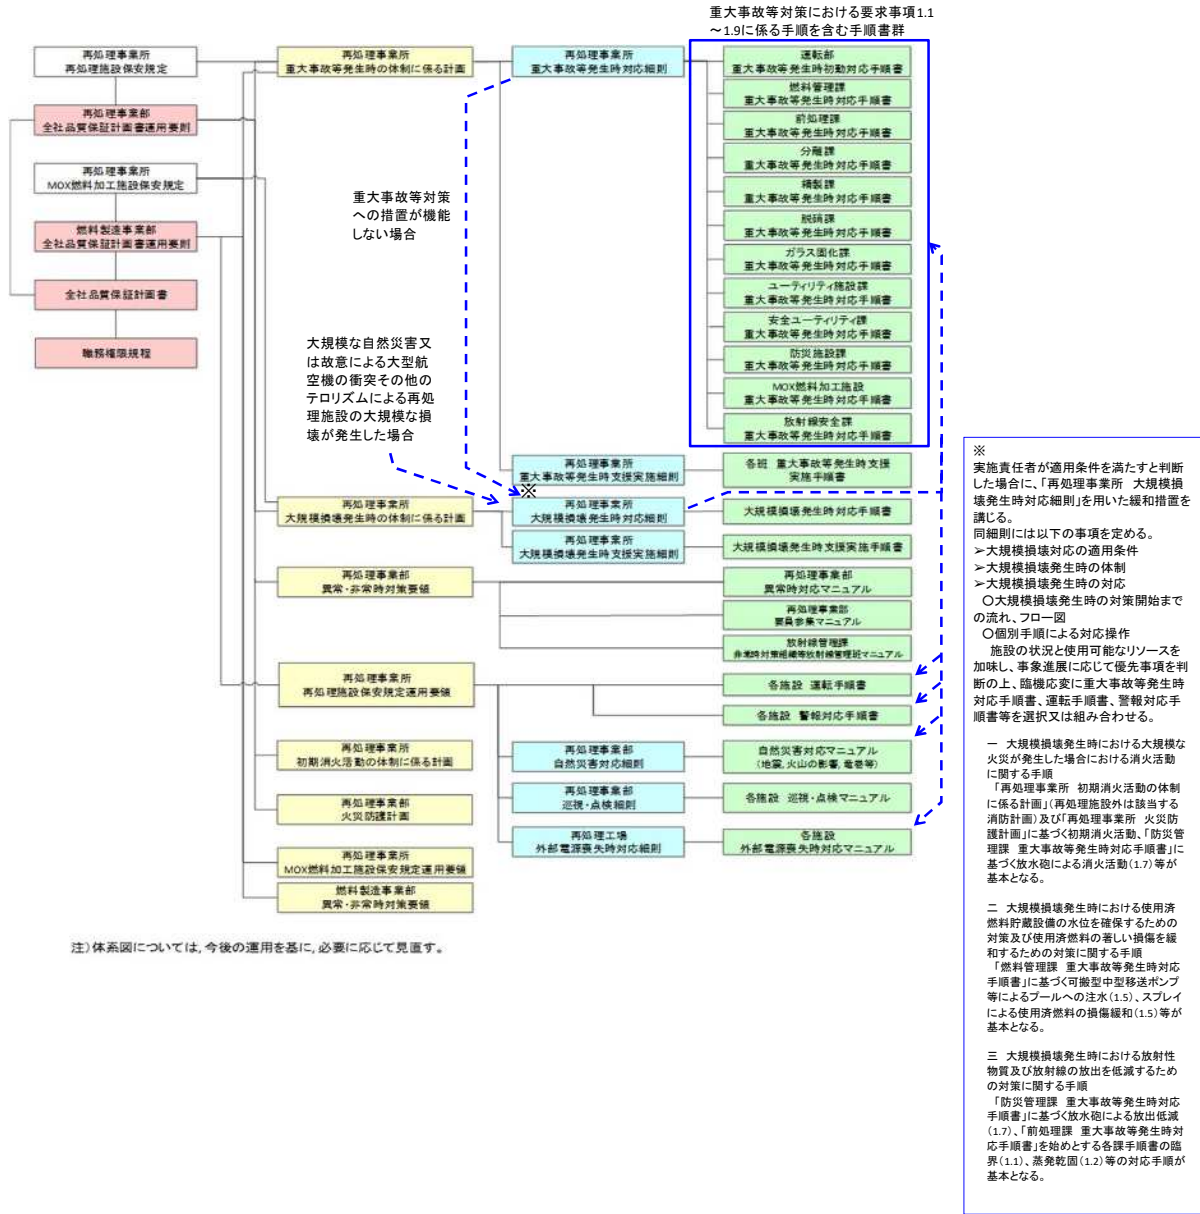 重大事故等対策における要求事項1.1
～1.9に係る手順を含む手順書群
再処理事業所
再処理施設保安規定
再処理事業部
全社品質保証計画書運用要則
再処理事業所
MOX燃料加工施設保安規定
燃料製造事業部
全社品質保証計画書運用要則
全社品質保証計画書
職務権限規程
再処理事業所
重大事故等発生時の体制に係る計画
再処理事業所
重大事故等発生時対応細則
運転部
重大事故等発生時初動対応手順書
燃料管理課
重大事故等発生時対応手順書
前処理課
重大事故等発生時対応手順書
分離課
重大事故等発生時対応手順書
精製課
重大事故等発生時対応手順書
脱硝課
重大事故等発生時対応手順書
ガラス固化課
重大事故等発生時対応手順書
ユーティリティ施設課
重大事故等発生時対応手順書
安全ユーティリティ課
重大事故等発生時対応手順書
防災施設課
重大事故等発生時対応手順書
MOX燃料加工施設
重大事故等発生時対応手順書
放射線安全課
重大事故等発生時対応手順書
重大事故等対策
への措置が機能
しない場合
大規模な自然災害又
は故意による大型航
空機の衝突その他の
テロリズムによる再処
理施設の大規模な損
壊が発生した場合
再処理事業所
重大事故等発生時支援実施細則
各班 重大事故等発生時支援
実施手順書
※
再処理事業所
大規模損壊発生時の体制に係る計画
再処理事業所
大規模損壊発生時対応細則
大規模損壊発生時対応手順書
再処理事業所
大規模損壊発生時支援実施細則
大規模損壊発生時支援実施手順書
再処理事業部
異常・非常時対策要領
再処理事業部
異常時対応マニュアル
再処理事業部
要員参集マニュアル
放射線管理課
非常時対策組織等放射線管理班マニュアル
再処理事業所
再処理施設保安規定運用要領
各施設 運転手順書
各施設 警報対応手順書
再処理事業所
初期消火活動の体制に係る計画
再処理事業部
自然災害対応細則
自然災害対応マニュアル
(地震、火山の影響、竜巻等)
再処理事業部
火災防護計画
再処理事業部
巡視・点検細則
各施設 巡視・点検マニュアル
再処理工場
外部電源喪失時対応細則
各施設
外部電源喪失時対応マニュアル
再処理事業所
MOX燃料加工施設保安規定運用要領
燃料製造事業部
異常・非常時対策要領
注）体系図については，今後の運用を基に，必要に応じて見直す。
※
実施責任者が適用条件を満たすと判断
した場合に、「再処理事業所 大規模損
壊発生時対応細則」を用いた緩和措置を
講じる。
同細則には以下の事項を定める。
➢大規模損壊対応の適用条件
➢大規模損壊発生時の体制
➢大規模損壊発生時の対応
○大規模損壊発生時の対策開始まで
の流れ、フロー図
○個別手順による対応操作
施設の状況と使用可能なリソースを
加味し、事象進展に応じて優先事項を判
断の上、臨機応変に重大事故等発生時
対応手順書、運転手順書、警報対応手
順書等を選択又は組み合わせる。
一 大規模損壊発生時における大規模な
火災が発生した場合における消火活動
に関する手順
「再処理事業所 初期消火活動の体制
に係る計画」(再処理施設外は該当する
消防計画)及び「再処理事業所 火災防
護計画」に基づく初期消火活動、「防災管
理課 重大事故等発生時対応手順書」に
基づく放水砲による消火活動(1.7)等が
基本となる。
二 大規模損壊発生時における使用済
燃料貯蔵設備の水位を確保するための
対策及び使用済燃料の著しい損傷を緩
和するための対策に関する手順
「燃料管理課 重大事故等発生時対応
手順書」に基づく可搬型中型移送ポンプ
等によるプールへの注水(1.5)、スプレイ
による使用済燃料の損傷緩和(1.5)等が
基本となる。
三 大規模損壊発生時における放射性
物質及び放射線の放出を低減するため
の対策に関する手順
「防災管理課 重大事故等発生時対応
手順書」に基づく放水砲による放出低減
(1.7)、「前処理課 重大事故等発生時対
応手順書」を始めとする各課手順書の臨
界(1.1)、蒸発乾固(1.2)等の対応手順が
基本となる。